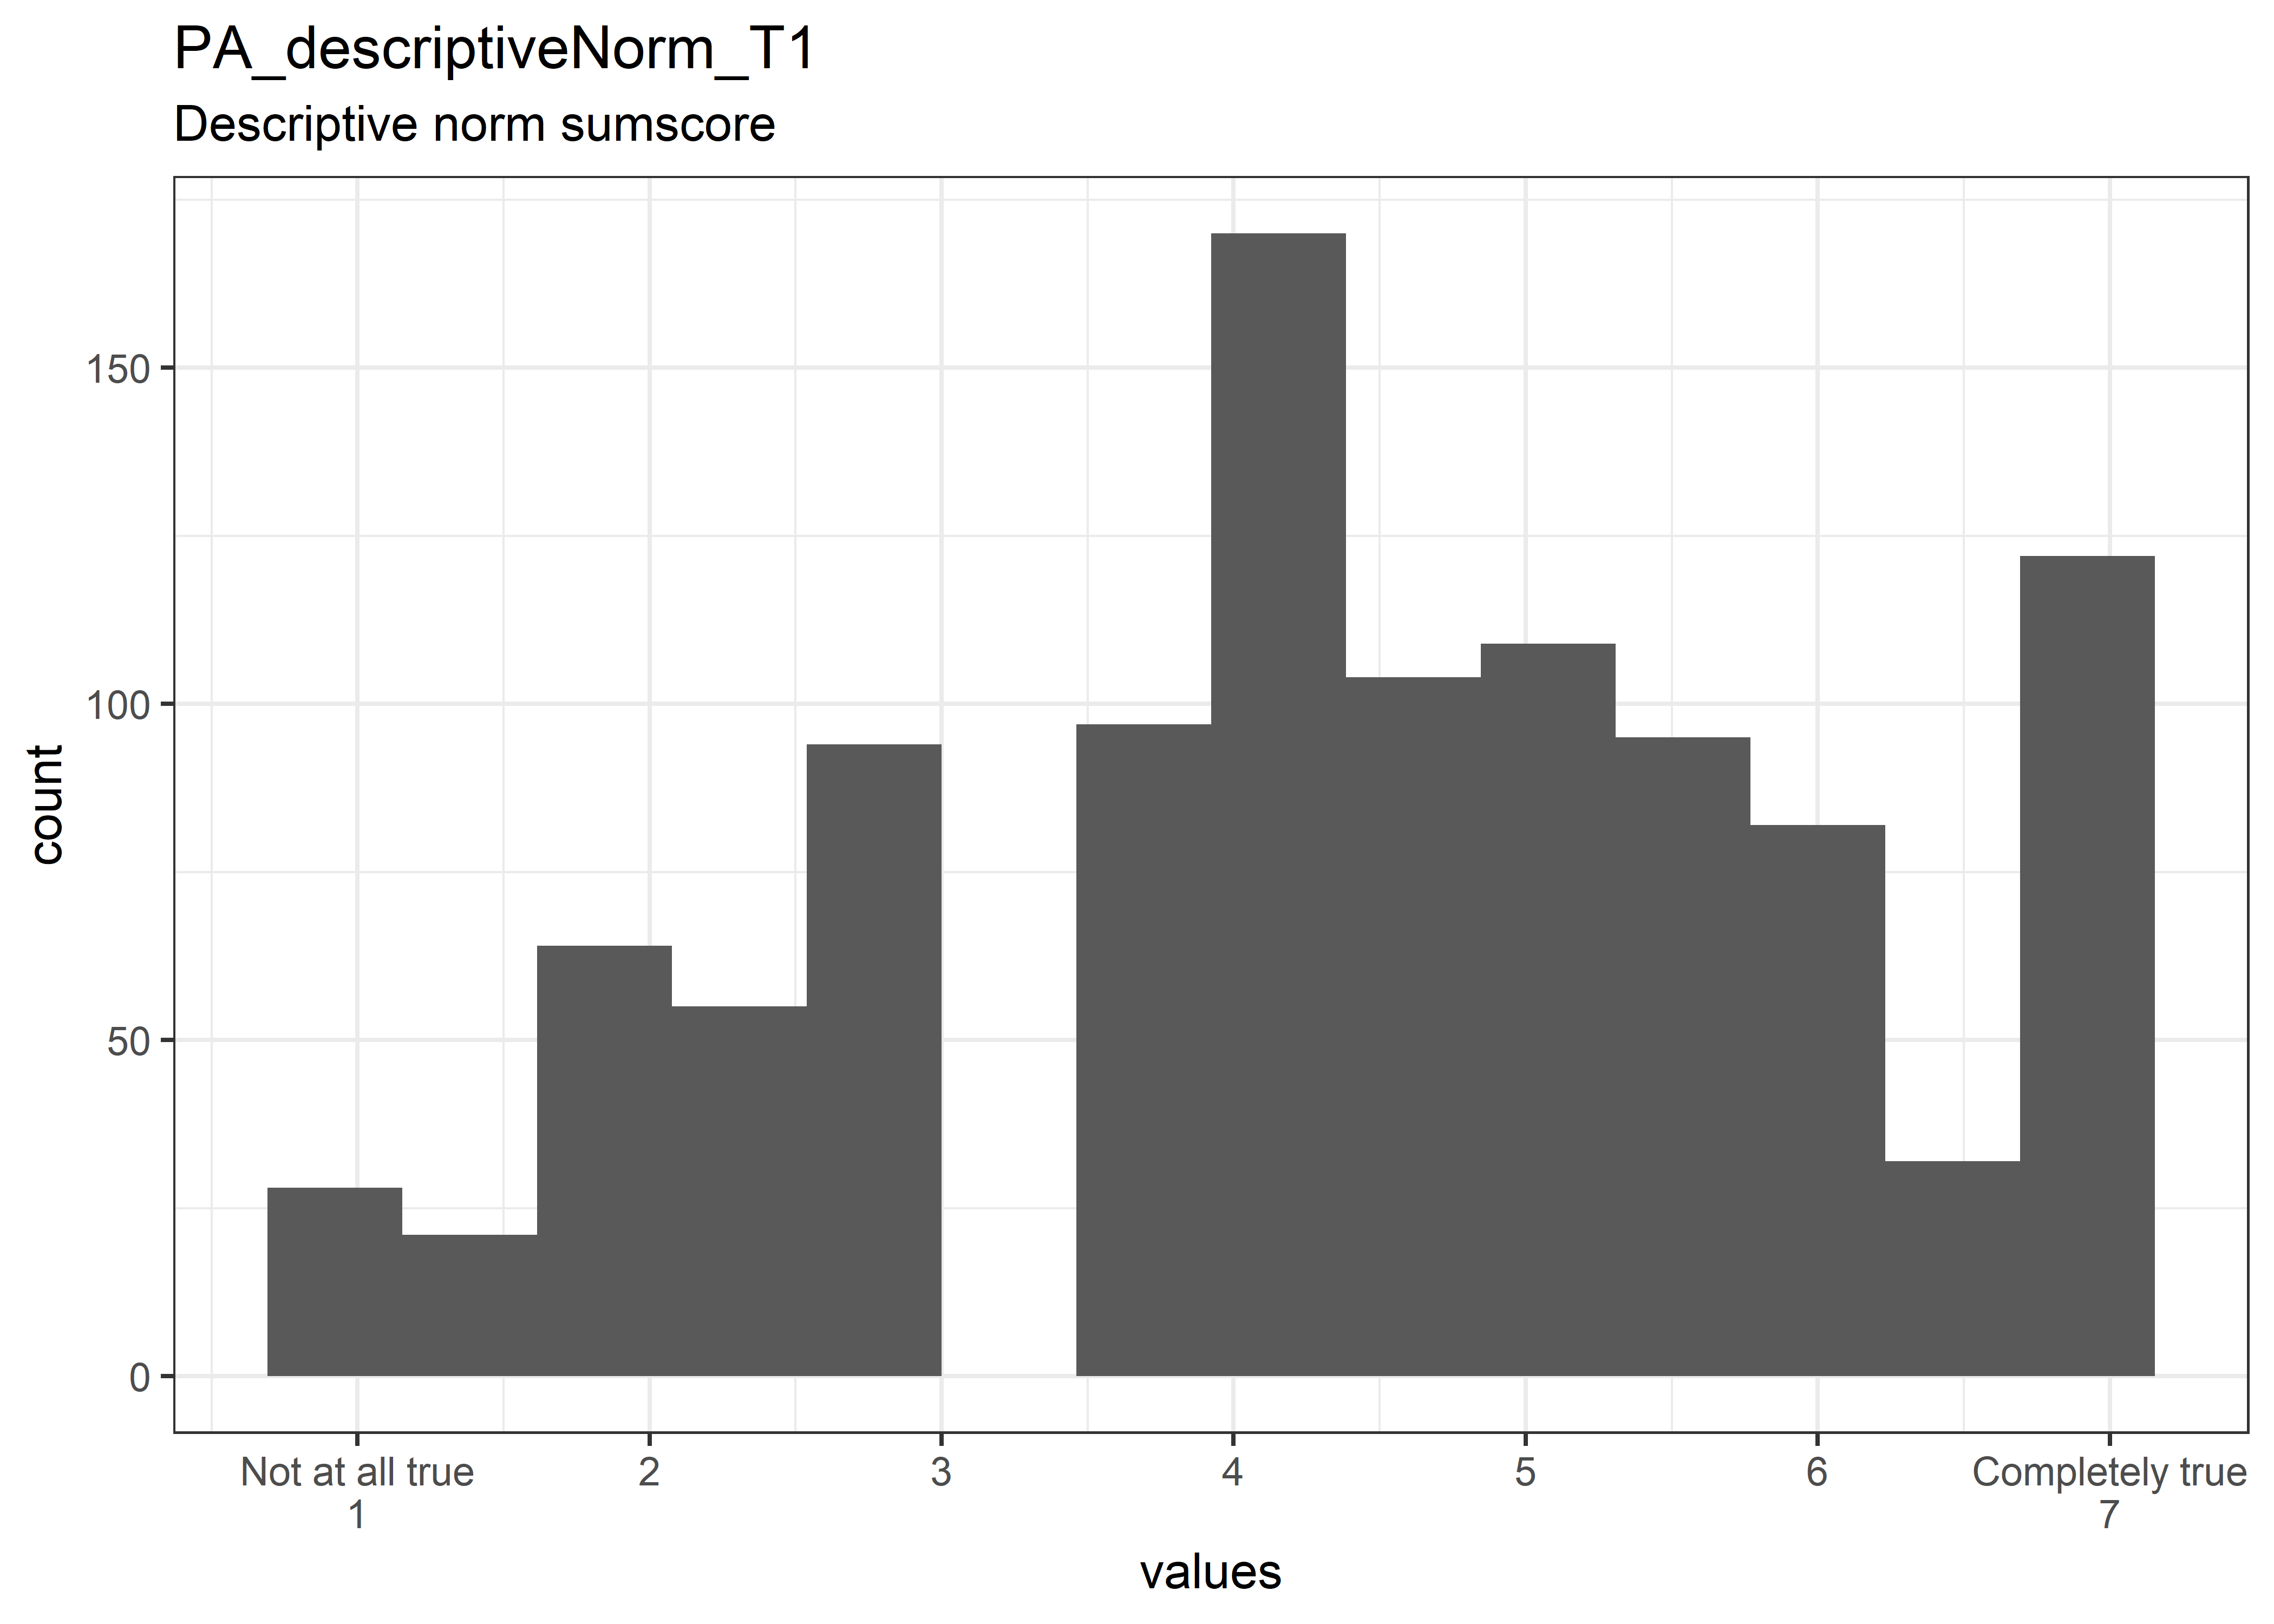 PA_descriptiveNorm_T1
Descriptive norm sumscore
150
100
50
0
count
Not at all true
1
2
3
4
5
6
Completely true
7
values